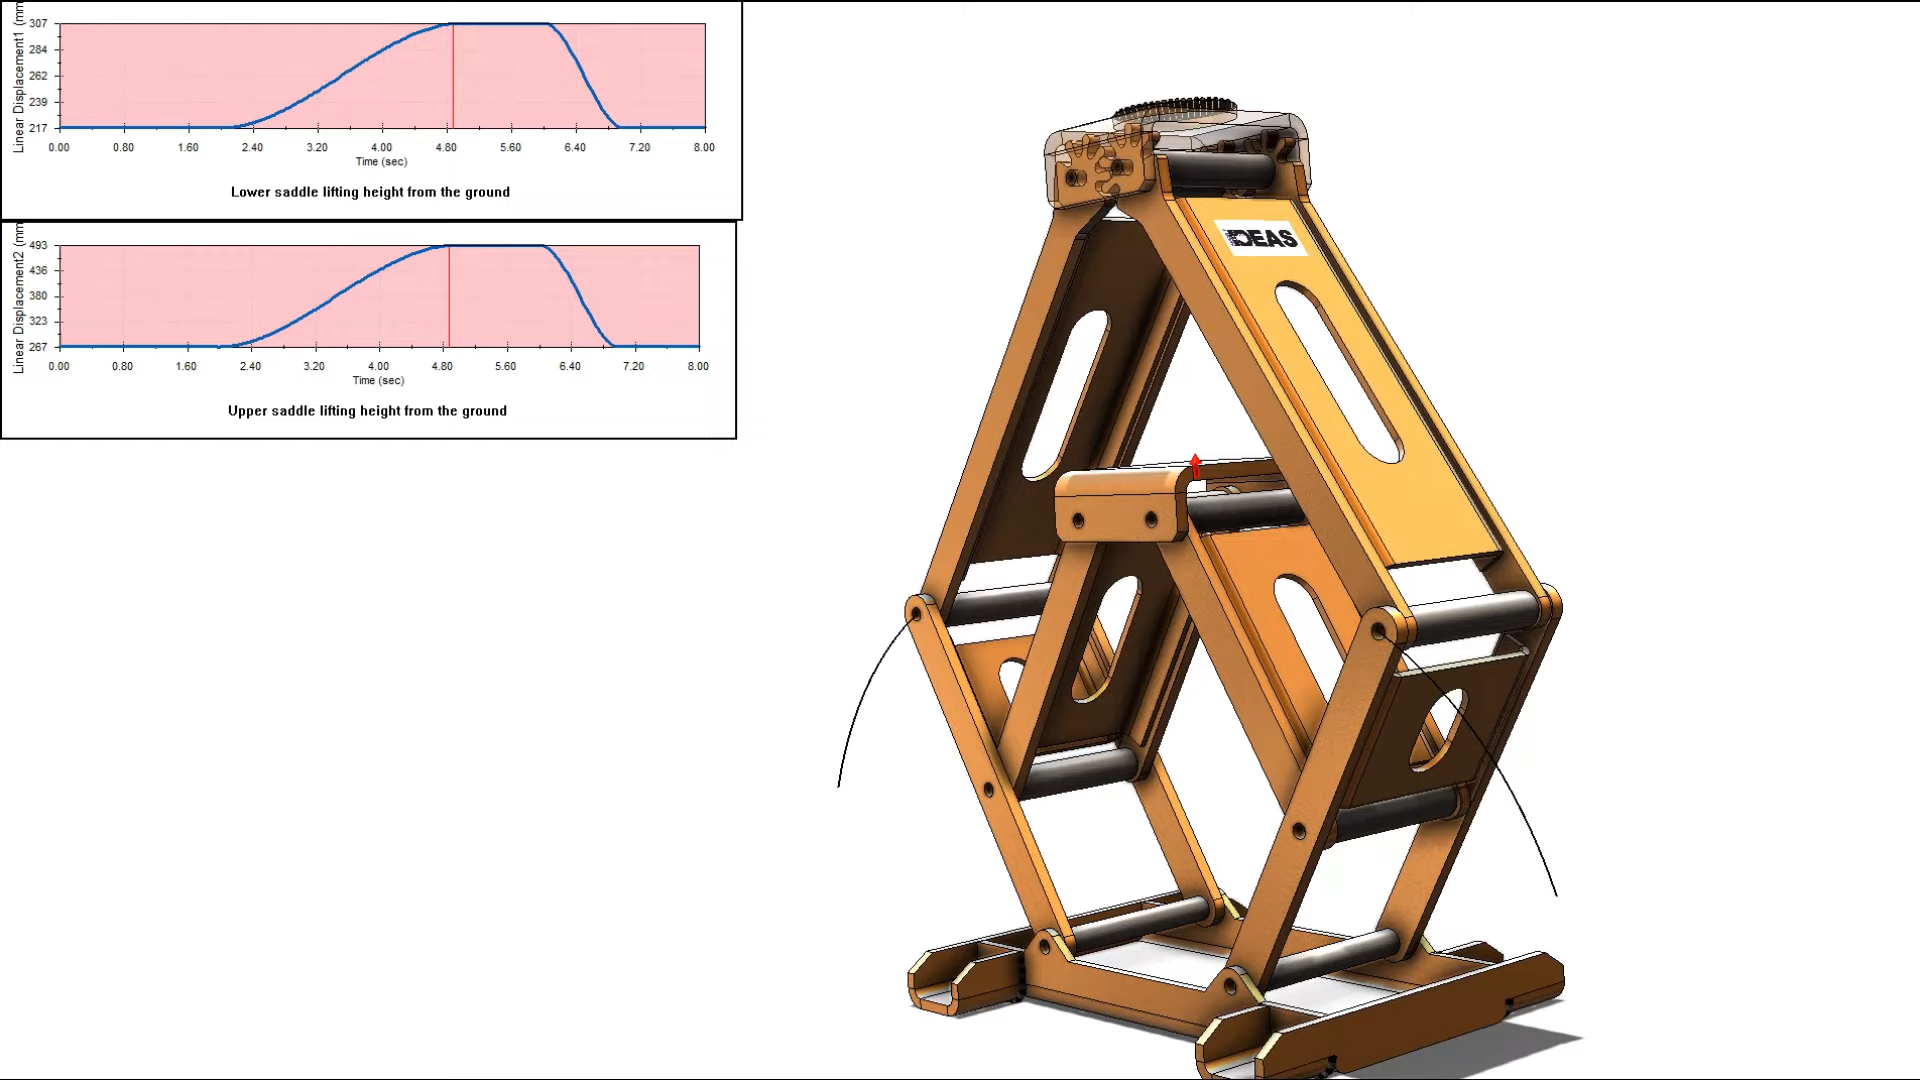 Linear Displacement1 (mm
307
284
262
239
217
0.00 0.80 1.60 2.40 3.20 4.00 4.80 5.60 6.40 7.20 8.00
Time (sec)
Lower saddle lifting height from the ground
Linear Displacement2 (mm
493
436
380
323
267
0.00 0.80 1.60 2.40 3.20 4.00 4.80 5.60 6.40 7.20 8.00
Time (sec)
Upper saddle lifting height from the ground
IDEAS